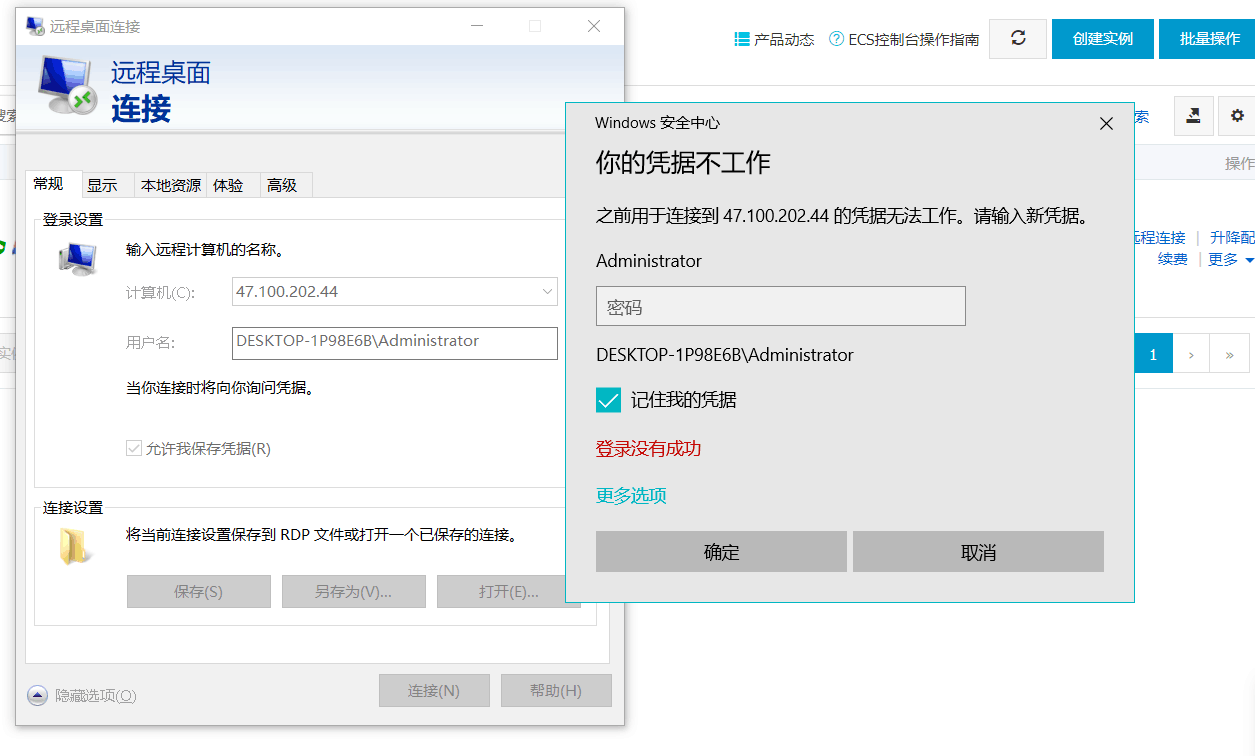 远程桌面连接
产品动态
ECS控制台操作指南
创建实例
批量操作
远程桌面
连接
搜索
索
操作
常规
显示
本地资源
体验
高级
登录设置
输入远程计算机的名称。
计算机(C):
47.100.202.44
用户名:
DESKTOP-1P98E6B\Administrator
当你连接时将向你询问凭据。
允许我保存凭据(R)
连接设置
将当前连接设置保存到 RDP 文件或打开一个已保存的连接。
保存(S)
另存为(V)...
打开(E)...
隐藏选项(O)
连接(N)
帮助(H)
Windows 安全中心
你的凭据不工作
之前用于连接到 47.100.202.44 的凭据无法工作。请输入新凭据。
Administrator
密码
DESKTOP-1P98E6B\Administrator
记住我的凭据
登录没有成功
更多选项
确定
取消
远程连接
升降配
续费
更多
1
›
»